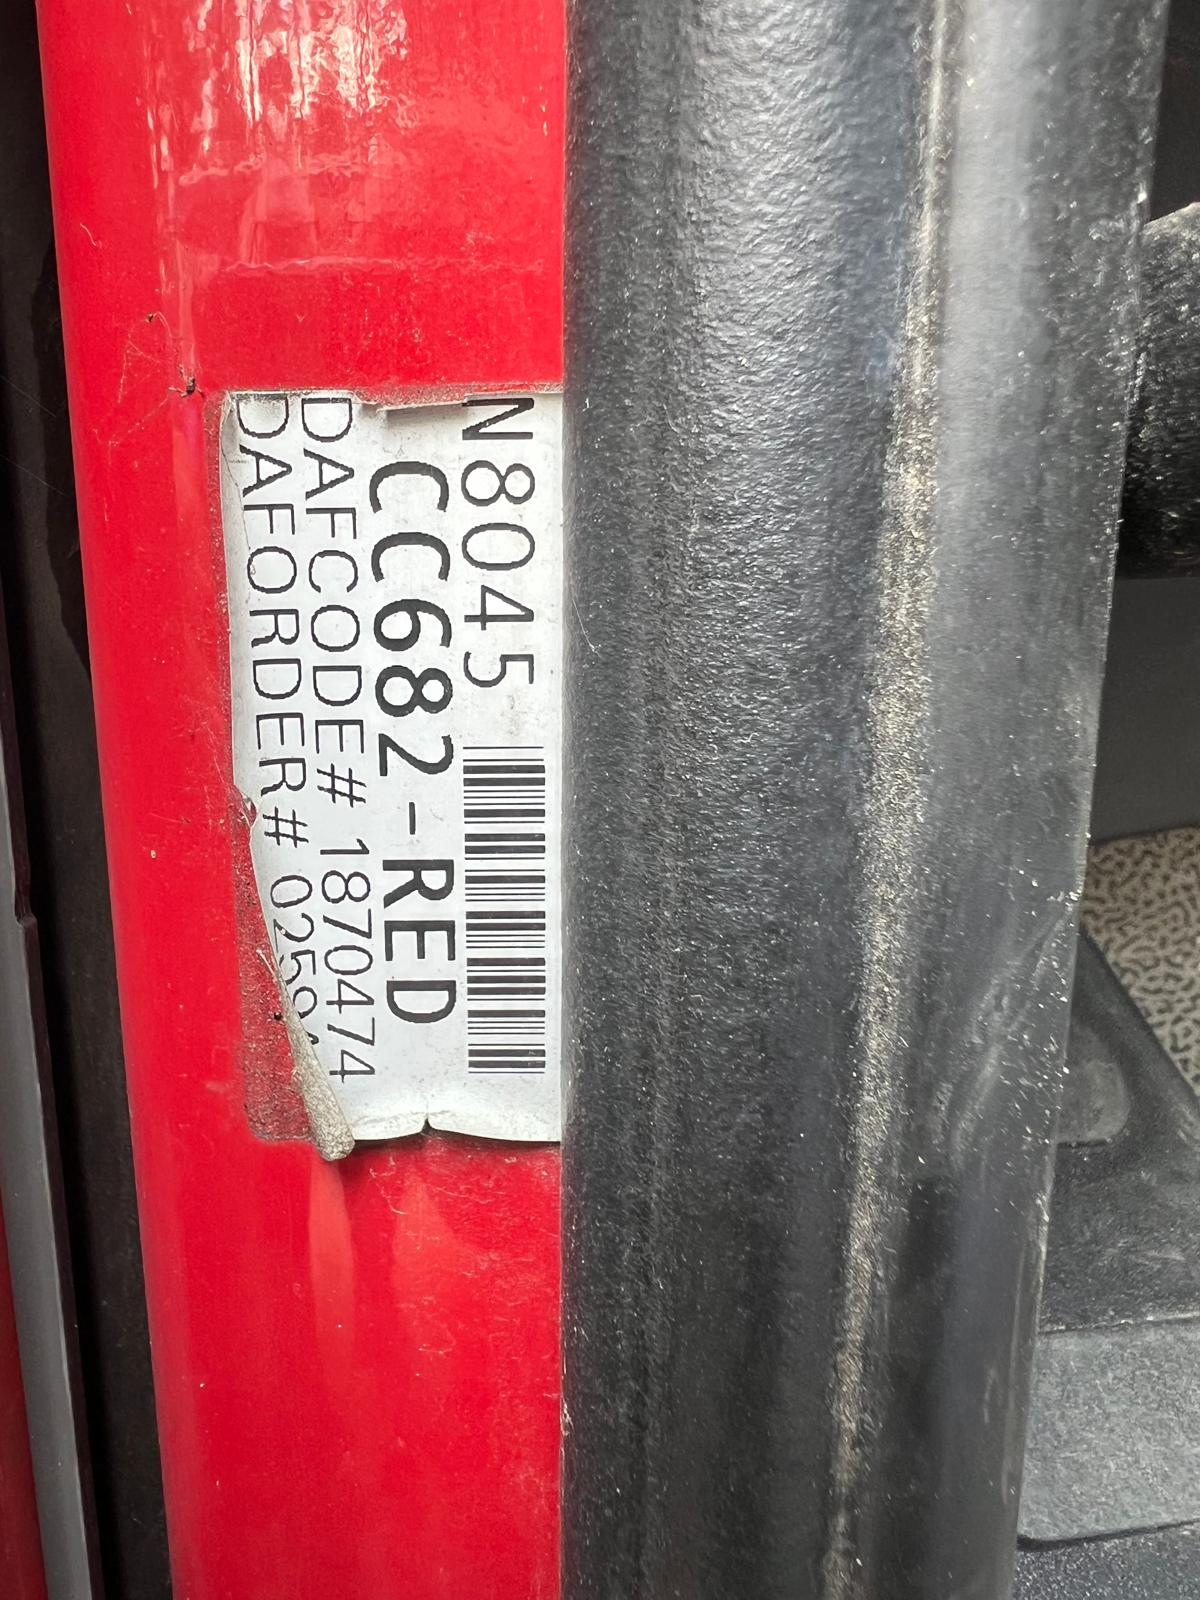 N8045
CC682-RED
DAFCODE# 1870474
DAFORDER#